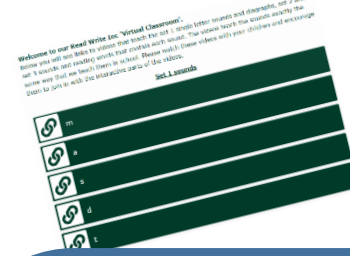 Welcome to our Read Write Inc 'Virtual Classroom'.
Below you will see links to videos that teach the set 1 single letter sounds and digraphs, set 2 and
set 3 sounds and reading words that contain each sound. The videos teach the sounds exactly the
same way that we teach them in school. Please watch these videos with your children and encourage
them to join in with the interactive parts of the videos.
Set 1 sounds
m
a
s
d
t